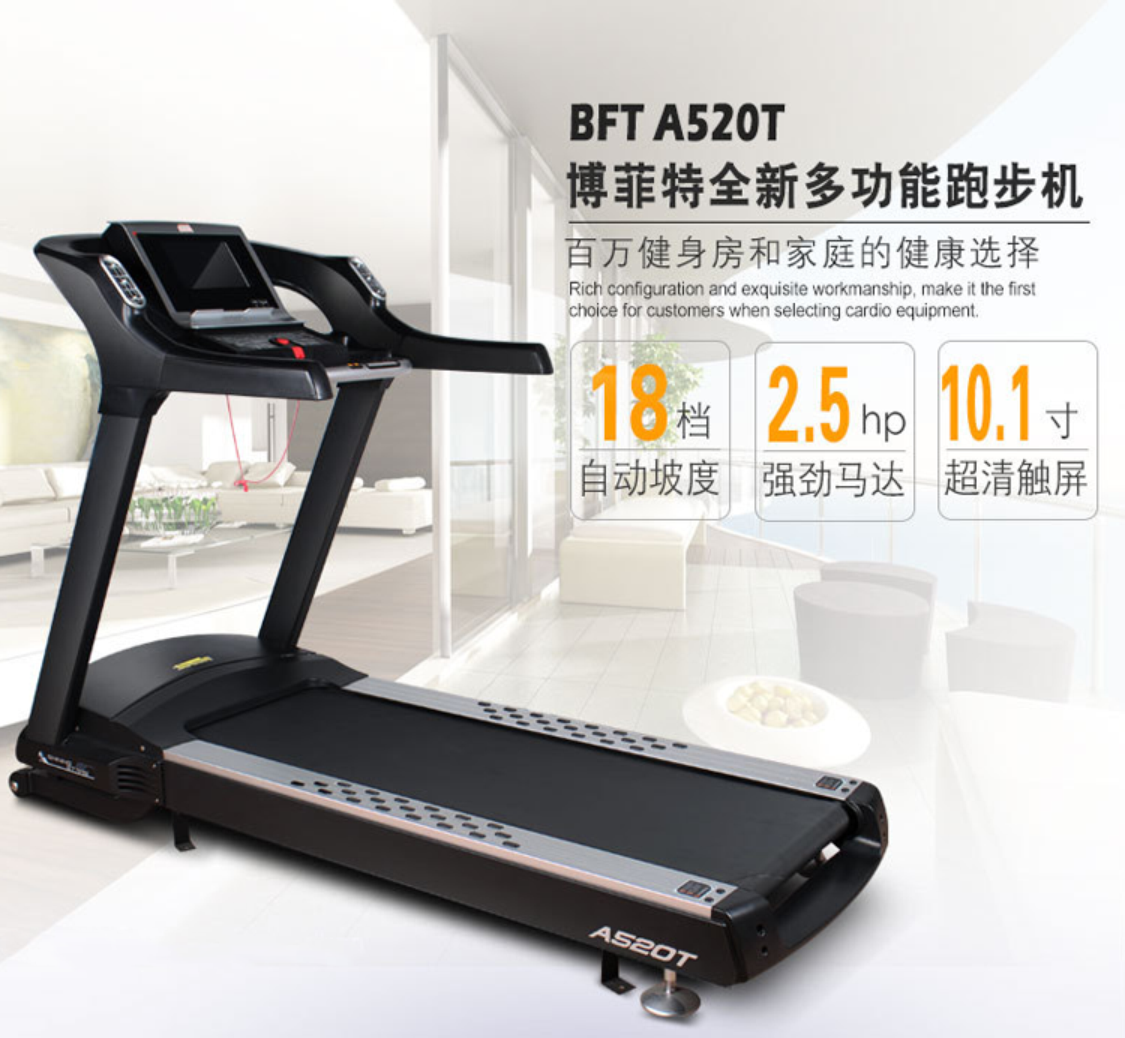 BFT A520T
博菲特全新多功能跑步机
百万健身房和家庭的健康选择
Rich configuration and exquisite workmanship, make it the first
choice for customers when selecting cardio equipment.
18档
自动坡度
2.5hp
强劲马达
10.1寸
超清触屏
A520T